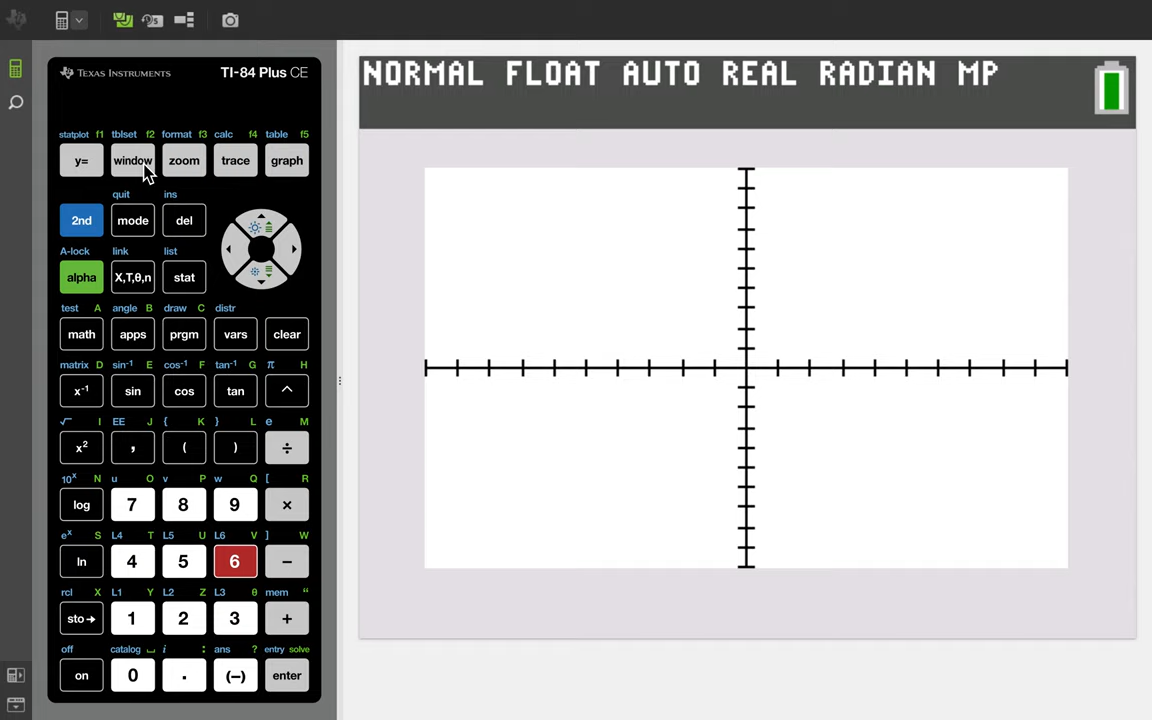 TEXAS INSTRUMENTS TI-84 Plus CE
NORMAL FLOAT AUTO REAL RADIAN MP
statplot f1 tblset f2 format f3 calc f4 table f5
y= window zoom trace graph
quit ins
2nd mode del
A-lock link list
alpha X,T,θ,n stat
test A angle B draw C distr
math apps prgm vars clear
matrix D sin⁻¹ E cos⁻¹ F tan⁻¹ G π H
x⁻¹ sin cos tan ^
√ I EE J { K } L e M
x² , ( ) ÷
10ˣ N u O v P w Q [ R
log 7 8 9 ×
eˣ S L4 T L5 U L6 V ] W
ln 4 5 6 −
rcl X L1 Y L2 Z L3 θ mem “
sto→ 1 2 3 +
off catalog ⎵ i : ans ? entry solve
on 0 . (−) enter